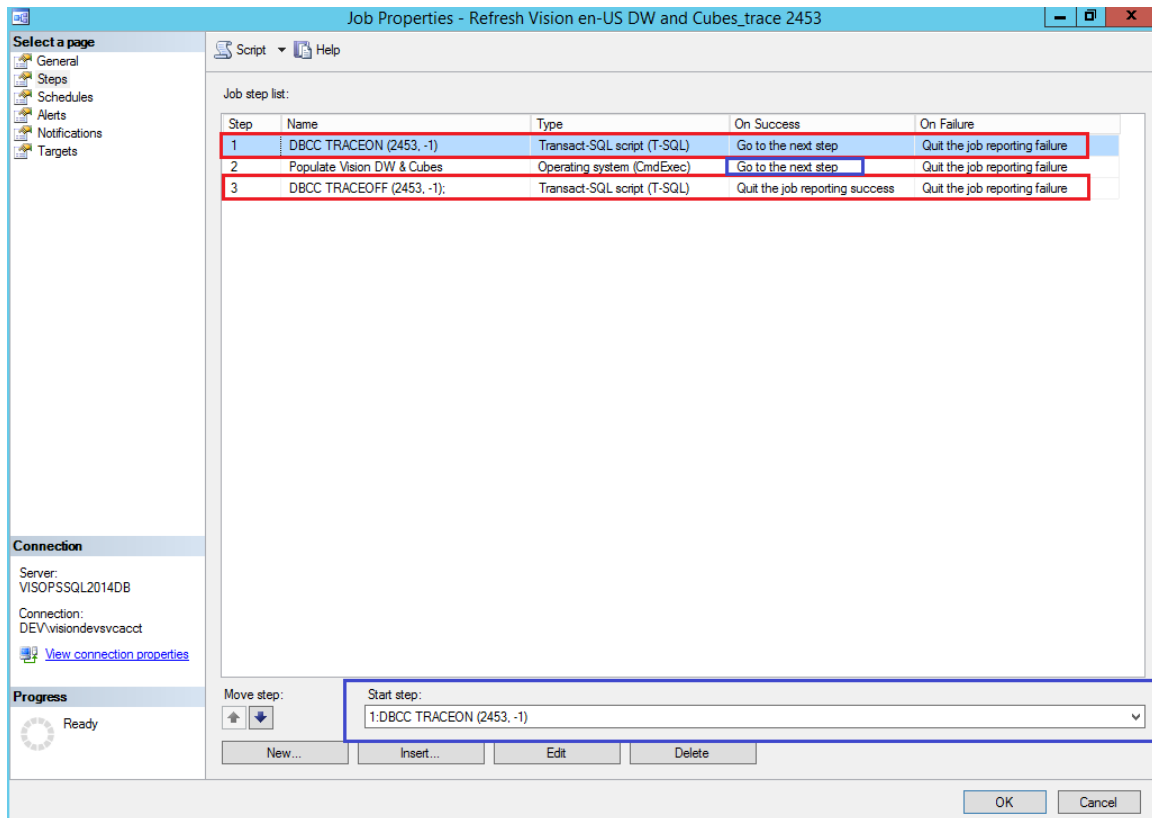 Job Properties - Refresh Vision en-US DW and Cubes_trace 2453
Select a page
General
Steps
Schedules
Alerts
Notifications
Targets
Script Help
Job step list:
Step Name Type On Success On Failure
1 DBCC TRACEON (2453, -1) Transact-SQL script (T-SQL) Go to the next step Quit the job reporting failure
2 Populate Vision DW & Cubes Operating system (CmdExec) Go to the next step Quit the job reporting failure
3 DBCC TRACEOFF (2453, -1); Transact-SQL script (T-SQL) Quit the job reporting success Quit the job reporting failure
Connection
Server:
VISOPSSQL2014DB
Connection:
DEV\visiondevsvcacct
View connection properties
Progress
Ready
Move step: Start step:
1:DBCC TRACEON (2453, -1)
New... Insert... Edit Delete
OK Cancel